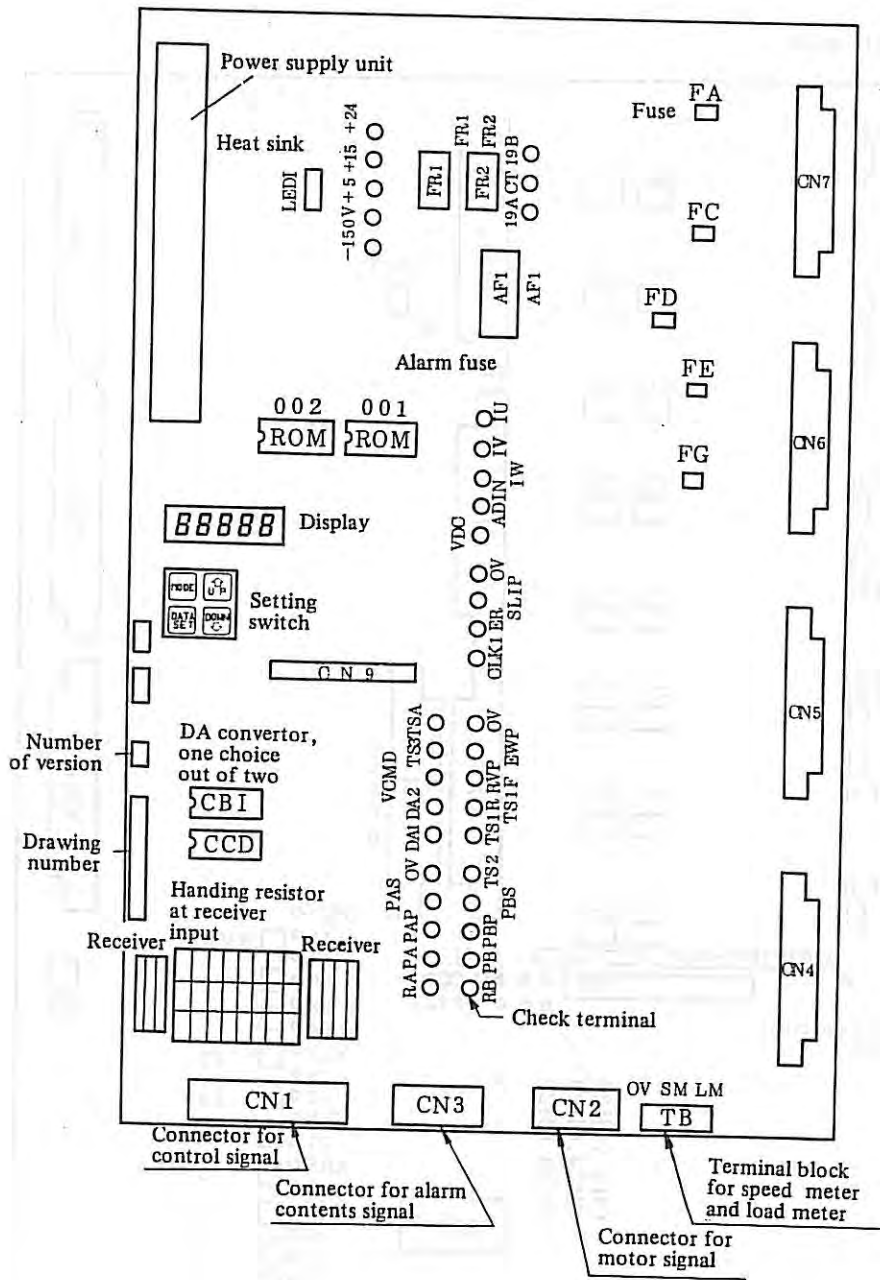 Power supply unit
Heat sink
LEDI
-15 0V +5 +15 +24
FR1
FR1
FR2
FR2
19A CT 19B
AF1
AF1
Alarm fuse
Fuse
FA
FC
FD
FE
FG
CN7
CN6
CN5
CN4
002
001
ROM
ROM
88888
Display
MODE
UP
DATA SET
DOWN
Setting
switch
IU
IV
IW
ADIN
VDC
OV
SLIP
ER
CLK1
CN9
Number
of version
DA convertor,
one choice
out of two
CBI
CCD
Drawing
number
Handing resistor
at receiver
input
Receiver
Receiver
TSA
TS3
VCMD
DA2
DA1
OV
PAS
PAP
PA
RA
OV
EWP
RVP
TS1F
TS1R
TS2
PBS
PBP
PB
RB
Check terminal
CN1
CN3
CN2
OV SM LM
TB
Connector for
control signal
Connector for alarm
contents signal
Connector for
motor signal
Terminal block
for speed meter
and load meter